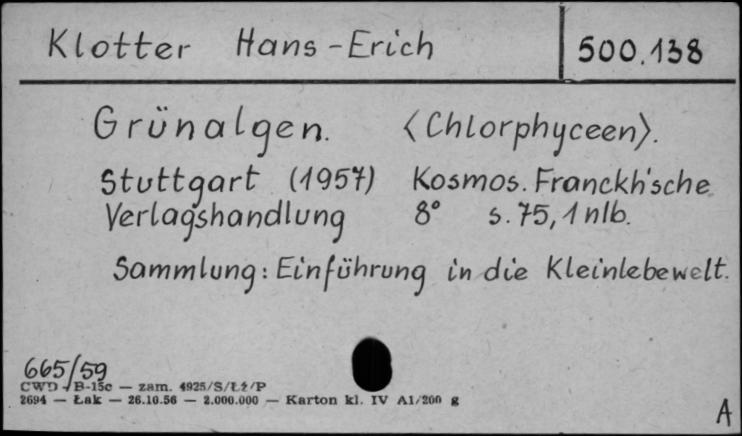 Klotter Hans-Erich 500.138
Grünalgen. ⟨Chlorphyceen⟩.
Stuttgart (1957) Kosmos. Franckh'sche
Verlagshandlung 8° s. 75, 1 nlb.
Sammlung: Einführung in die Kleinlebewelt.
665/59
CWD - B-15c — zam. 4925/S/Łż/P
2694 — Łak — 26.10.56 — 2.000.000 — Karton kl. IV A1/200 g
A